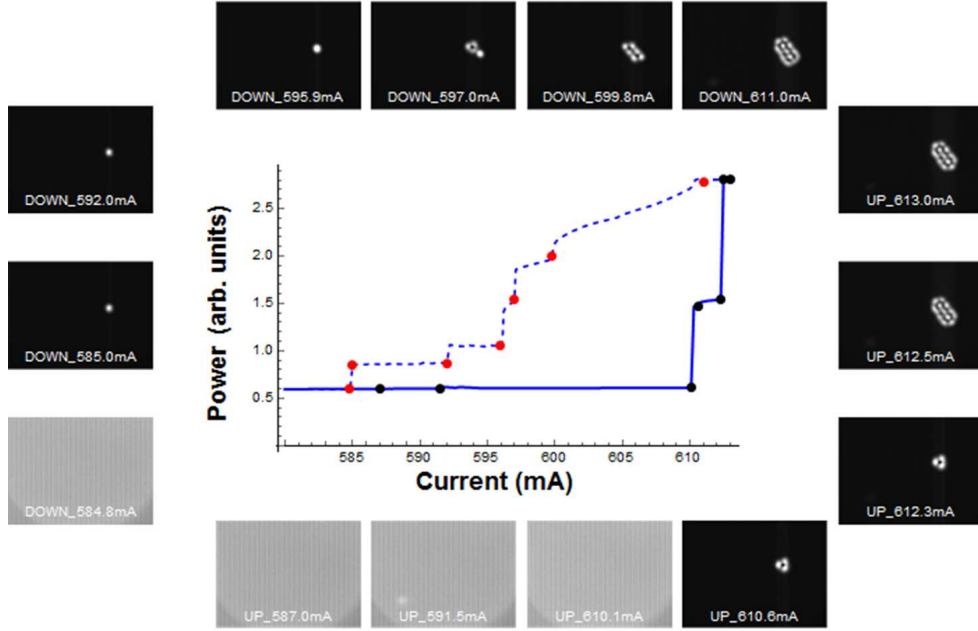 DOWN_595.9mA
DOWN_597.0mA
DOWN_599.8mA
DOWN_611.0mA
DOWN_592.0mA
UP_613.0mA
DOWN_585.0mA
UP_612.5mA
DOWN_584.8mA
UP_612.3mA
UP_587.0mA
UP_591.5mA
UP_610.1mA
UP_610.6mA
Power (arb. units)
2.5
2.0
1.5
1.0
0.5
585 590 595 600 605 610
Current (mA)